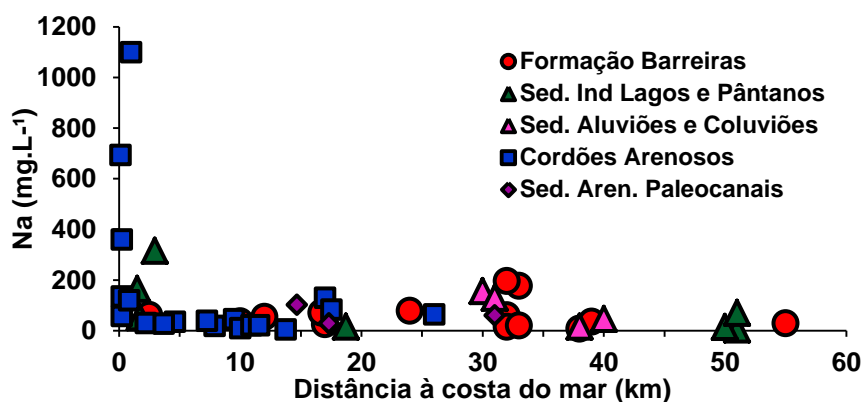 1200
1000
800
600
400
200
0
Na (mg.L-¹)
Formação Barreiras
Sed. Ind Lagos e Pântanos
Sed. Aluviões e Coluviões
Cordões Arenosos
Sed. Aren. Paleocanais
0 10 20 30 40 50 60
Distância à costa do mar (km)